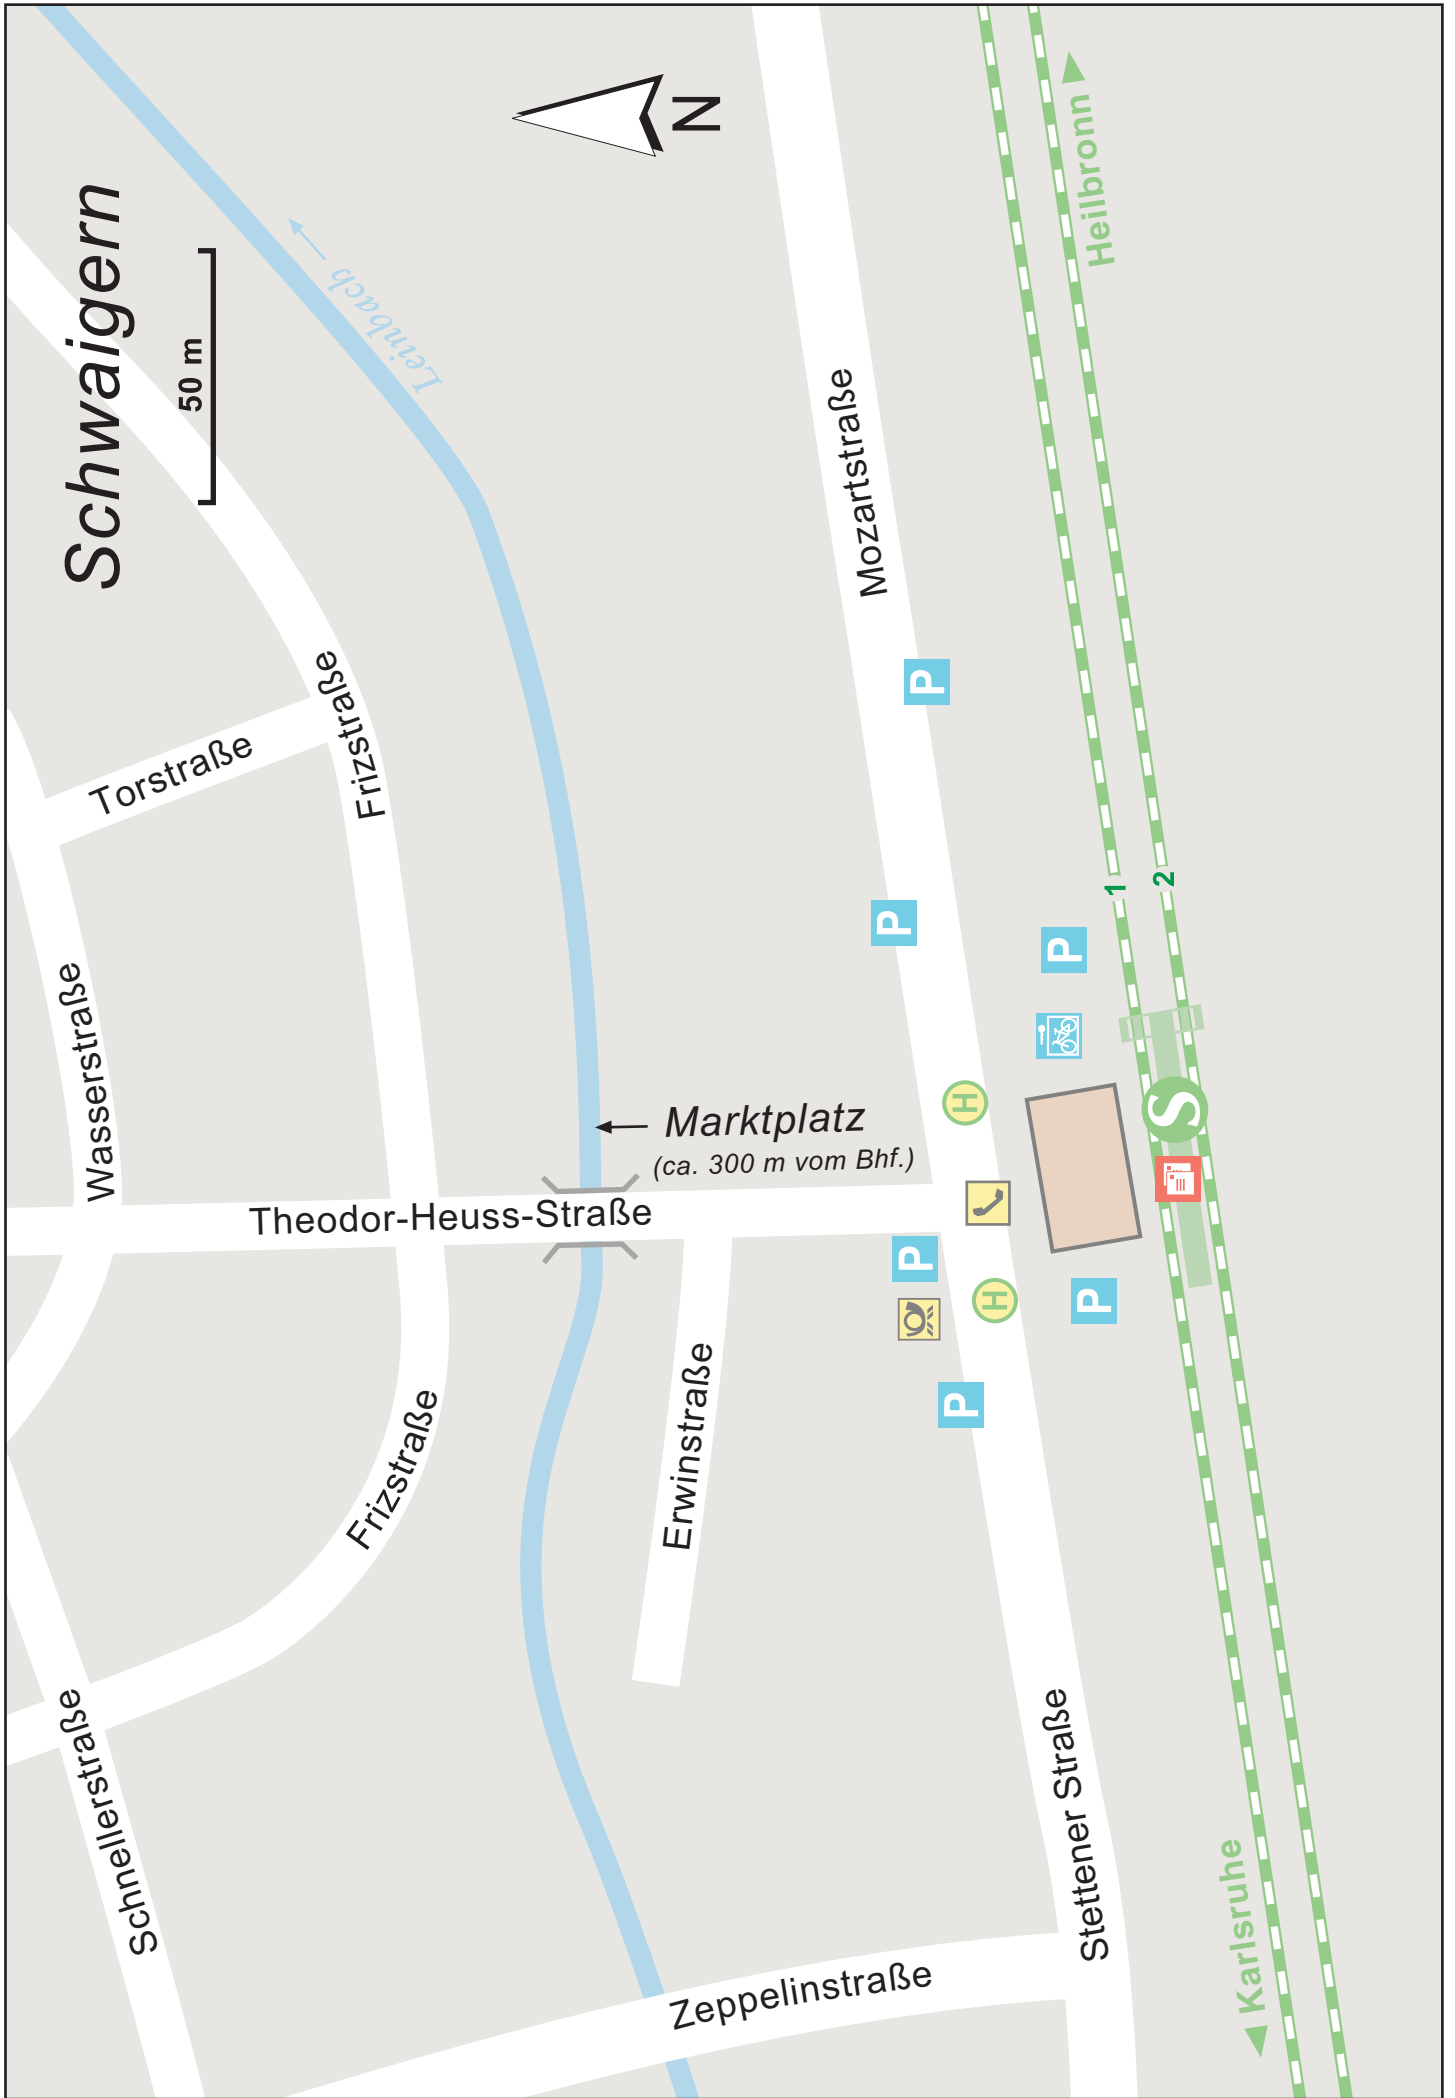 Schwaigern
50 m
N
Leinbach
Heilbronn
Mozartstraße
Torstraße
Frizstraße
Wasserstraße
P
P
P
1
2
Marktplatz
(ca. 300 m vom Bhf.)
Theodor-Heuss-Straße
H
S
P
H
P
P
Erwinstraße
Frizstraße
Schnellerstraße
Stettener Straße
Zeppelinstraße
Karlsruhe